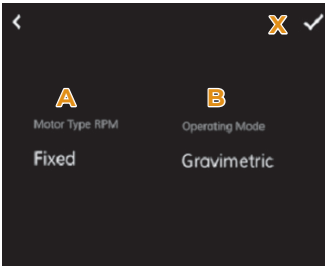 X
A B
Motor Type RPM Operating Mode
Fixed Gravimetric